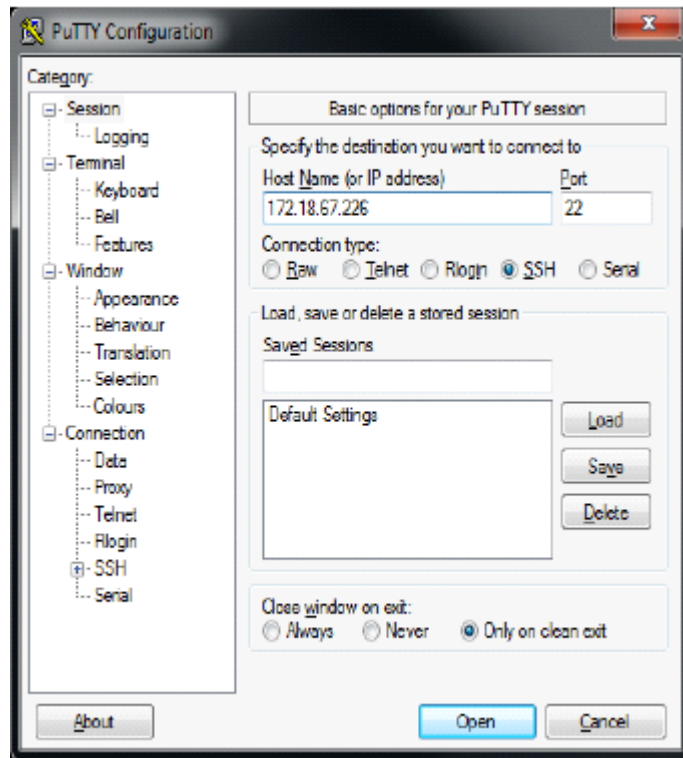 PuTTY Configuration
x
Category:
Session
Logging
Terminal
Keyboard
Bell
Features
Window
Appearance
Behaviour
Translation
Selection
Colours
Connection
Data
Proxy
Telnet
Rlogin
SSH
Serial
Basic options for your PuTTY session
Specify the destination you want to connect to
Host Name (or IP address) Port
172.18.67.226 22
Connection type:
Raw Telnet Rlogin SSH Serial
Load, save or delete a stored session
Saved Sessions
Default Settings
Load
Save
Delete
Close window on exit:
Always Never Only on clean exit
About Open Cancel